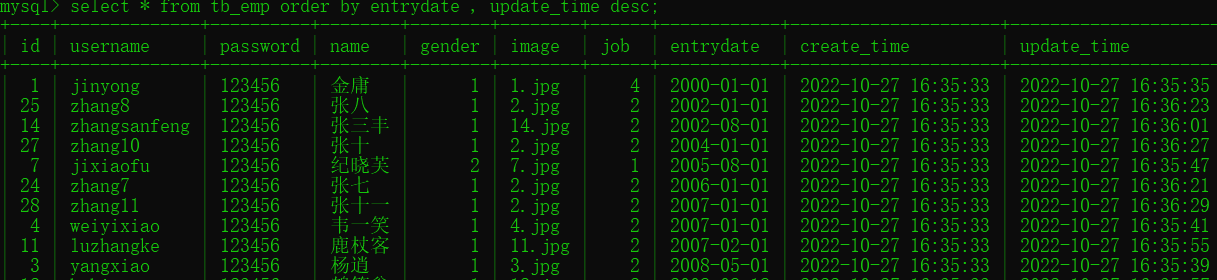 mysql> select * from tb_emp order by entrydate , update_time desc;
| id | username | password | name | gender | image | job | entrydate | create_time | update_time
| 1 | jinyong | 123456 | 金庸 | 1 | 1.jpg | 4 | 2000-01-01 | 2022-10-27 16:35:33 | 2022-10-27 16:35:35
| 25 | zhang8 | 123456 | 张八 | 1 | 2.jpg | 2 | 2002-01-01 | 2022-10-27 16:35:33 | 2022-10-27 16:36:23
| 14 | zhangsanfeng | 123456 | 张三丰 | 1 | 14.jpg | 2 | 2002-08-01 | 2022-10-27 16:35:33 | 2022-10-27 16:36:01
| 27 | zhang10 | 123456 | 张十 | 1 | 2.jpg | 2 | 2004-01-01 | 2022-10-27 16:35:33 | 2022-10-27 16:36:27
| 7 | jixiaofu | 123456 | 纪晓芙 | 2 | 7.jpg | 1 | 2005-08-01 | 2022-10-27 16:35:33 | 2022-10-27 16:35:47
| 24 | zhang7 | 123456 | 张七 | 1 | 2.jpg | 2 | 2006-01-01 | 2022-10-27 16:35:33 | 2022-10-27 16:36:21
| 28 | zhang11 | 123456 | 张十一 | 1 | 2.jpg | 2 | 2007-01-01 | 2022-10-27 16:35:33 | 2022-10-27 16:36:29
| 4 | weiyixiao | 123456 | 韦一笑 | 1 | 4.jpg | 2 | 2007-01-01 | 2022-10-27 16:35:33 | 2022-10-27 16:35:41
| 11 | luzhangke | 123456 | 鹿杖客 | 1 | 11.jpg | 2 | 2007-02-01 | 2022-10-27 16:35:33 | 2022-10-27 16:35:55
| 3 | yangxiao | 123456 | 杨逍 | 1 | 3.jpg | 2 | 2008-05-01 | 2022-10-27 16:35:33 | 2022-10-27 16:35:39